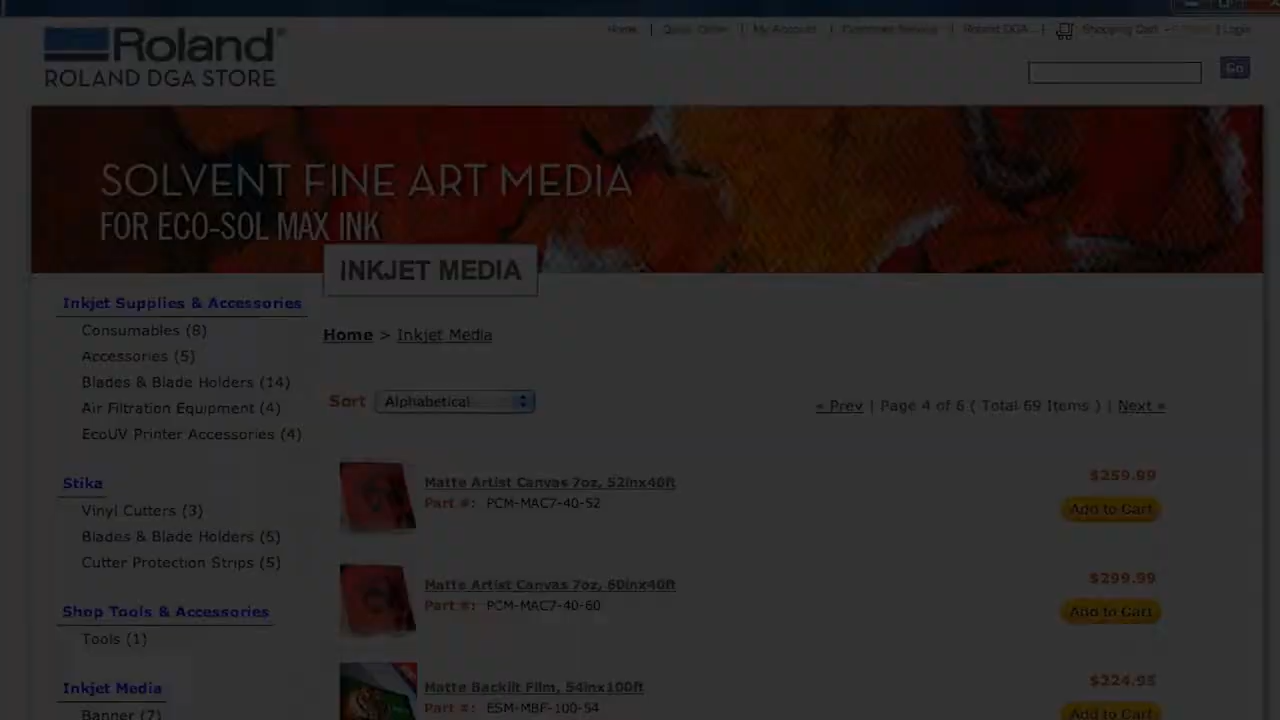 Roland
ROLAND DGA STORE
Home | Quick Order | My Account | Customer Service | Roland DGA | Shopping Cart | Login
Go
SOLVENT FINE ART MEDIA
FOR ECO-SOL MAX INK
INKJET MEDIA
Inkjet Supplies & Accessories
Consumables (8)
Accessories (5)
Blades & Blade Holders (14)
Air Filtration Equipment (4)
EcoUV Printer Accessories (4)
Stika
Vinyl Cutters (3)
Blades & Blade Holders (5)
Cutter Protection Strips (5)
Shop Tools & Accessories
Tools (1)
Inkjet Media
Banner (7)
Home > Inkjet Media
Sort Alphabetical
« Prev | Page 4 of 6 ( Total 69 Items ) | Next »
Matte Artist Canvas 7oz, 52inx40ft
Part #: PCM-MAC7-40-52
$259.99
Add to Cart
Matte Artist Canvas 7oz, 60inx40ft
Part #: PCM-MAC7-40-60
$299.99
Add to Cart
Matte Backlit Film, 54inx100ft
Part #: ESM-MBF-100-54
$224.95
Add to Cart